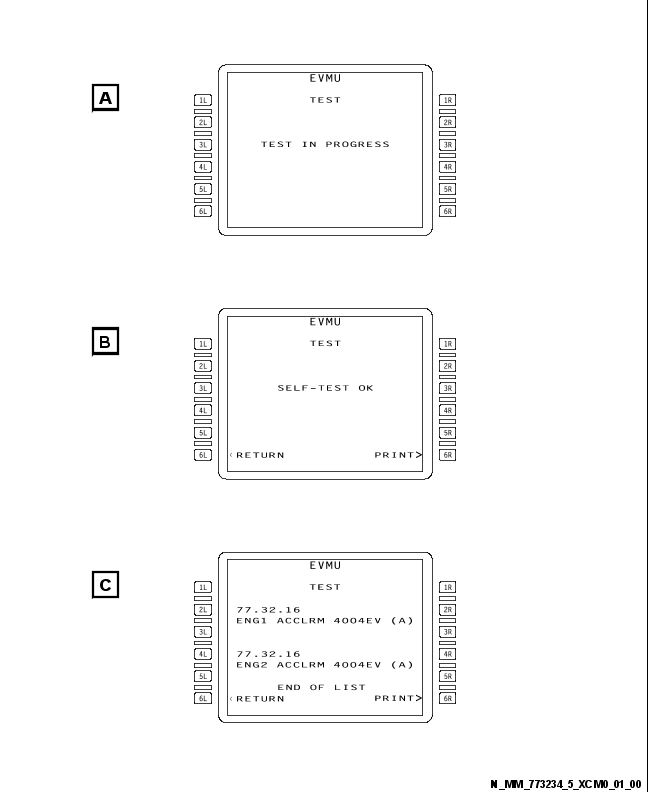 EVMU
A
1L TEST 1R
2L 2R
3L TEST IN PROGRESS 3R
4L 4R
5L 5R
6L 6R
EVMU
B
1L TEST 1R
2L 2R
3L SELF-TEST OK 3R
4L 4R
5L 5R
6L <RETURN PRINT> 6R
EVMU
C
1L TEST 1R
2L 77.32.16 2R
ENG1 ACCLRM 4004EV (A)
3L 3R
4L 77.32.16 4R
ENG2 ACCLRM 4004EV (A)
5L 5R
END OF LIST
6L <RETURN PRINT> 6R
N_MM_773234_5_XCM0_01_00